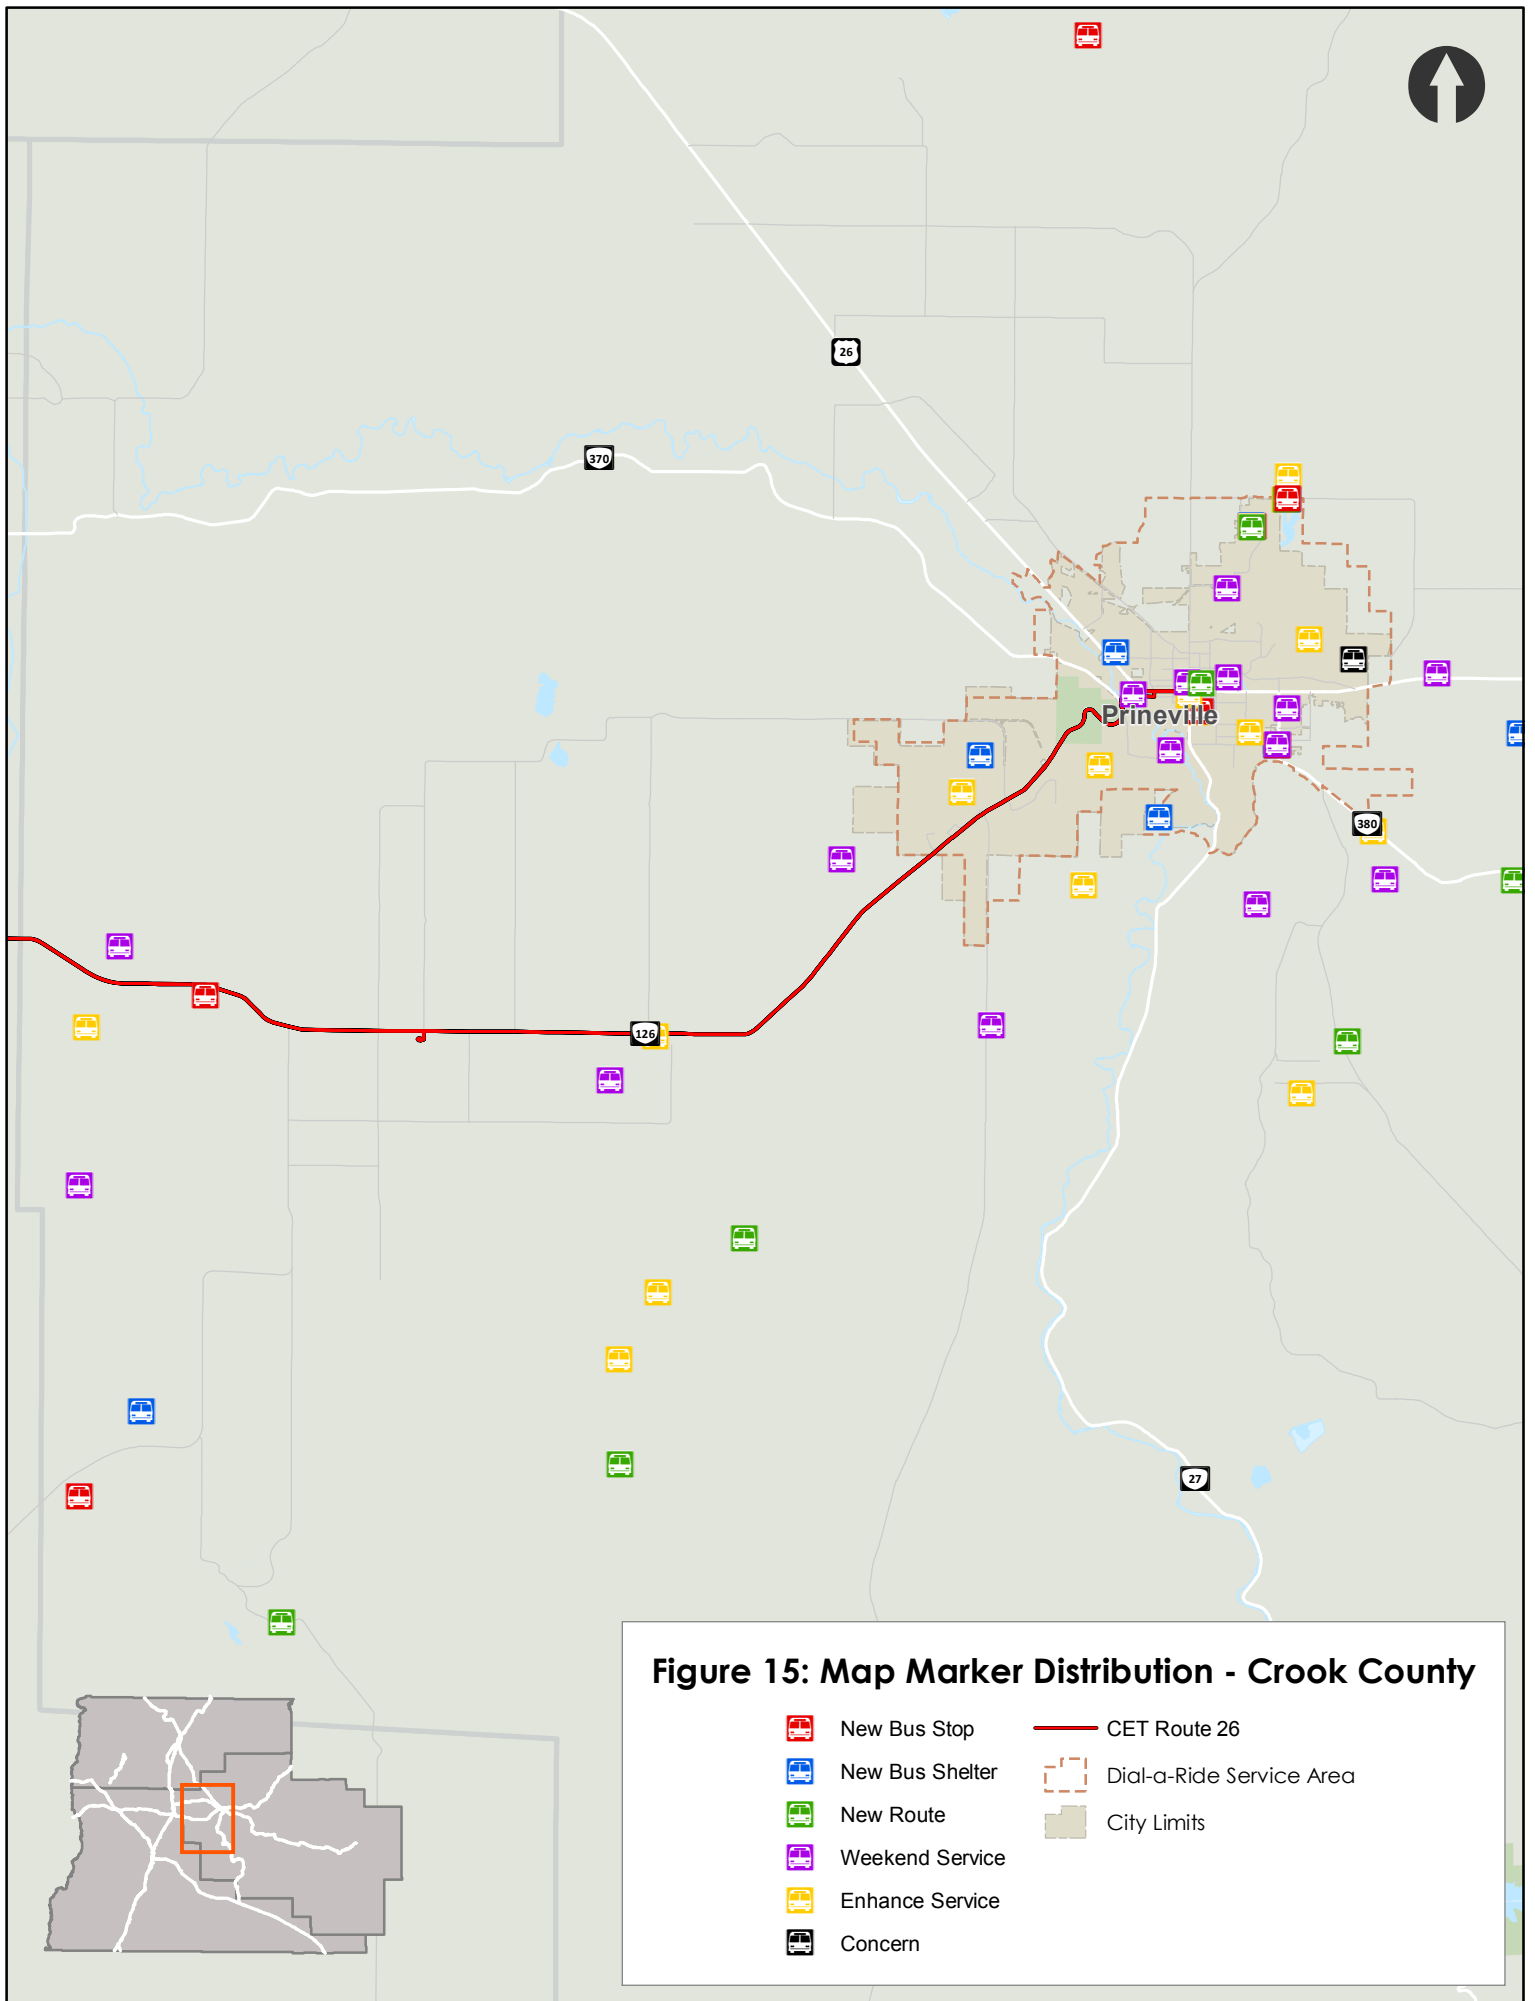 26
370
Prineville
380
126
27
Figure 15: Map Marker Distribution - Crook County
New Bus Stop
New Bus Shelter
New Route
Weekend Service
Enhance Service
Concern
CET Route 26
Dial-a-Ride Service Area
City Limits